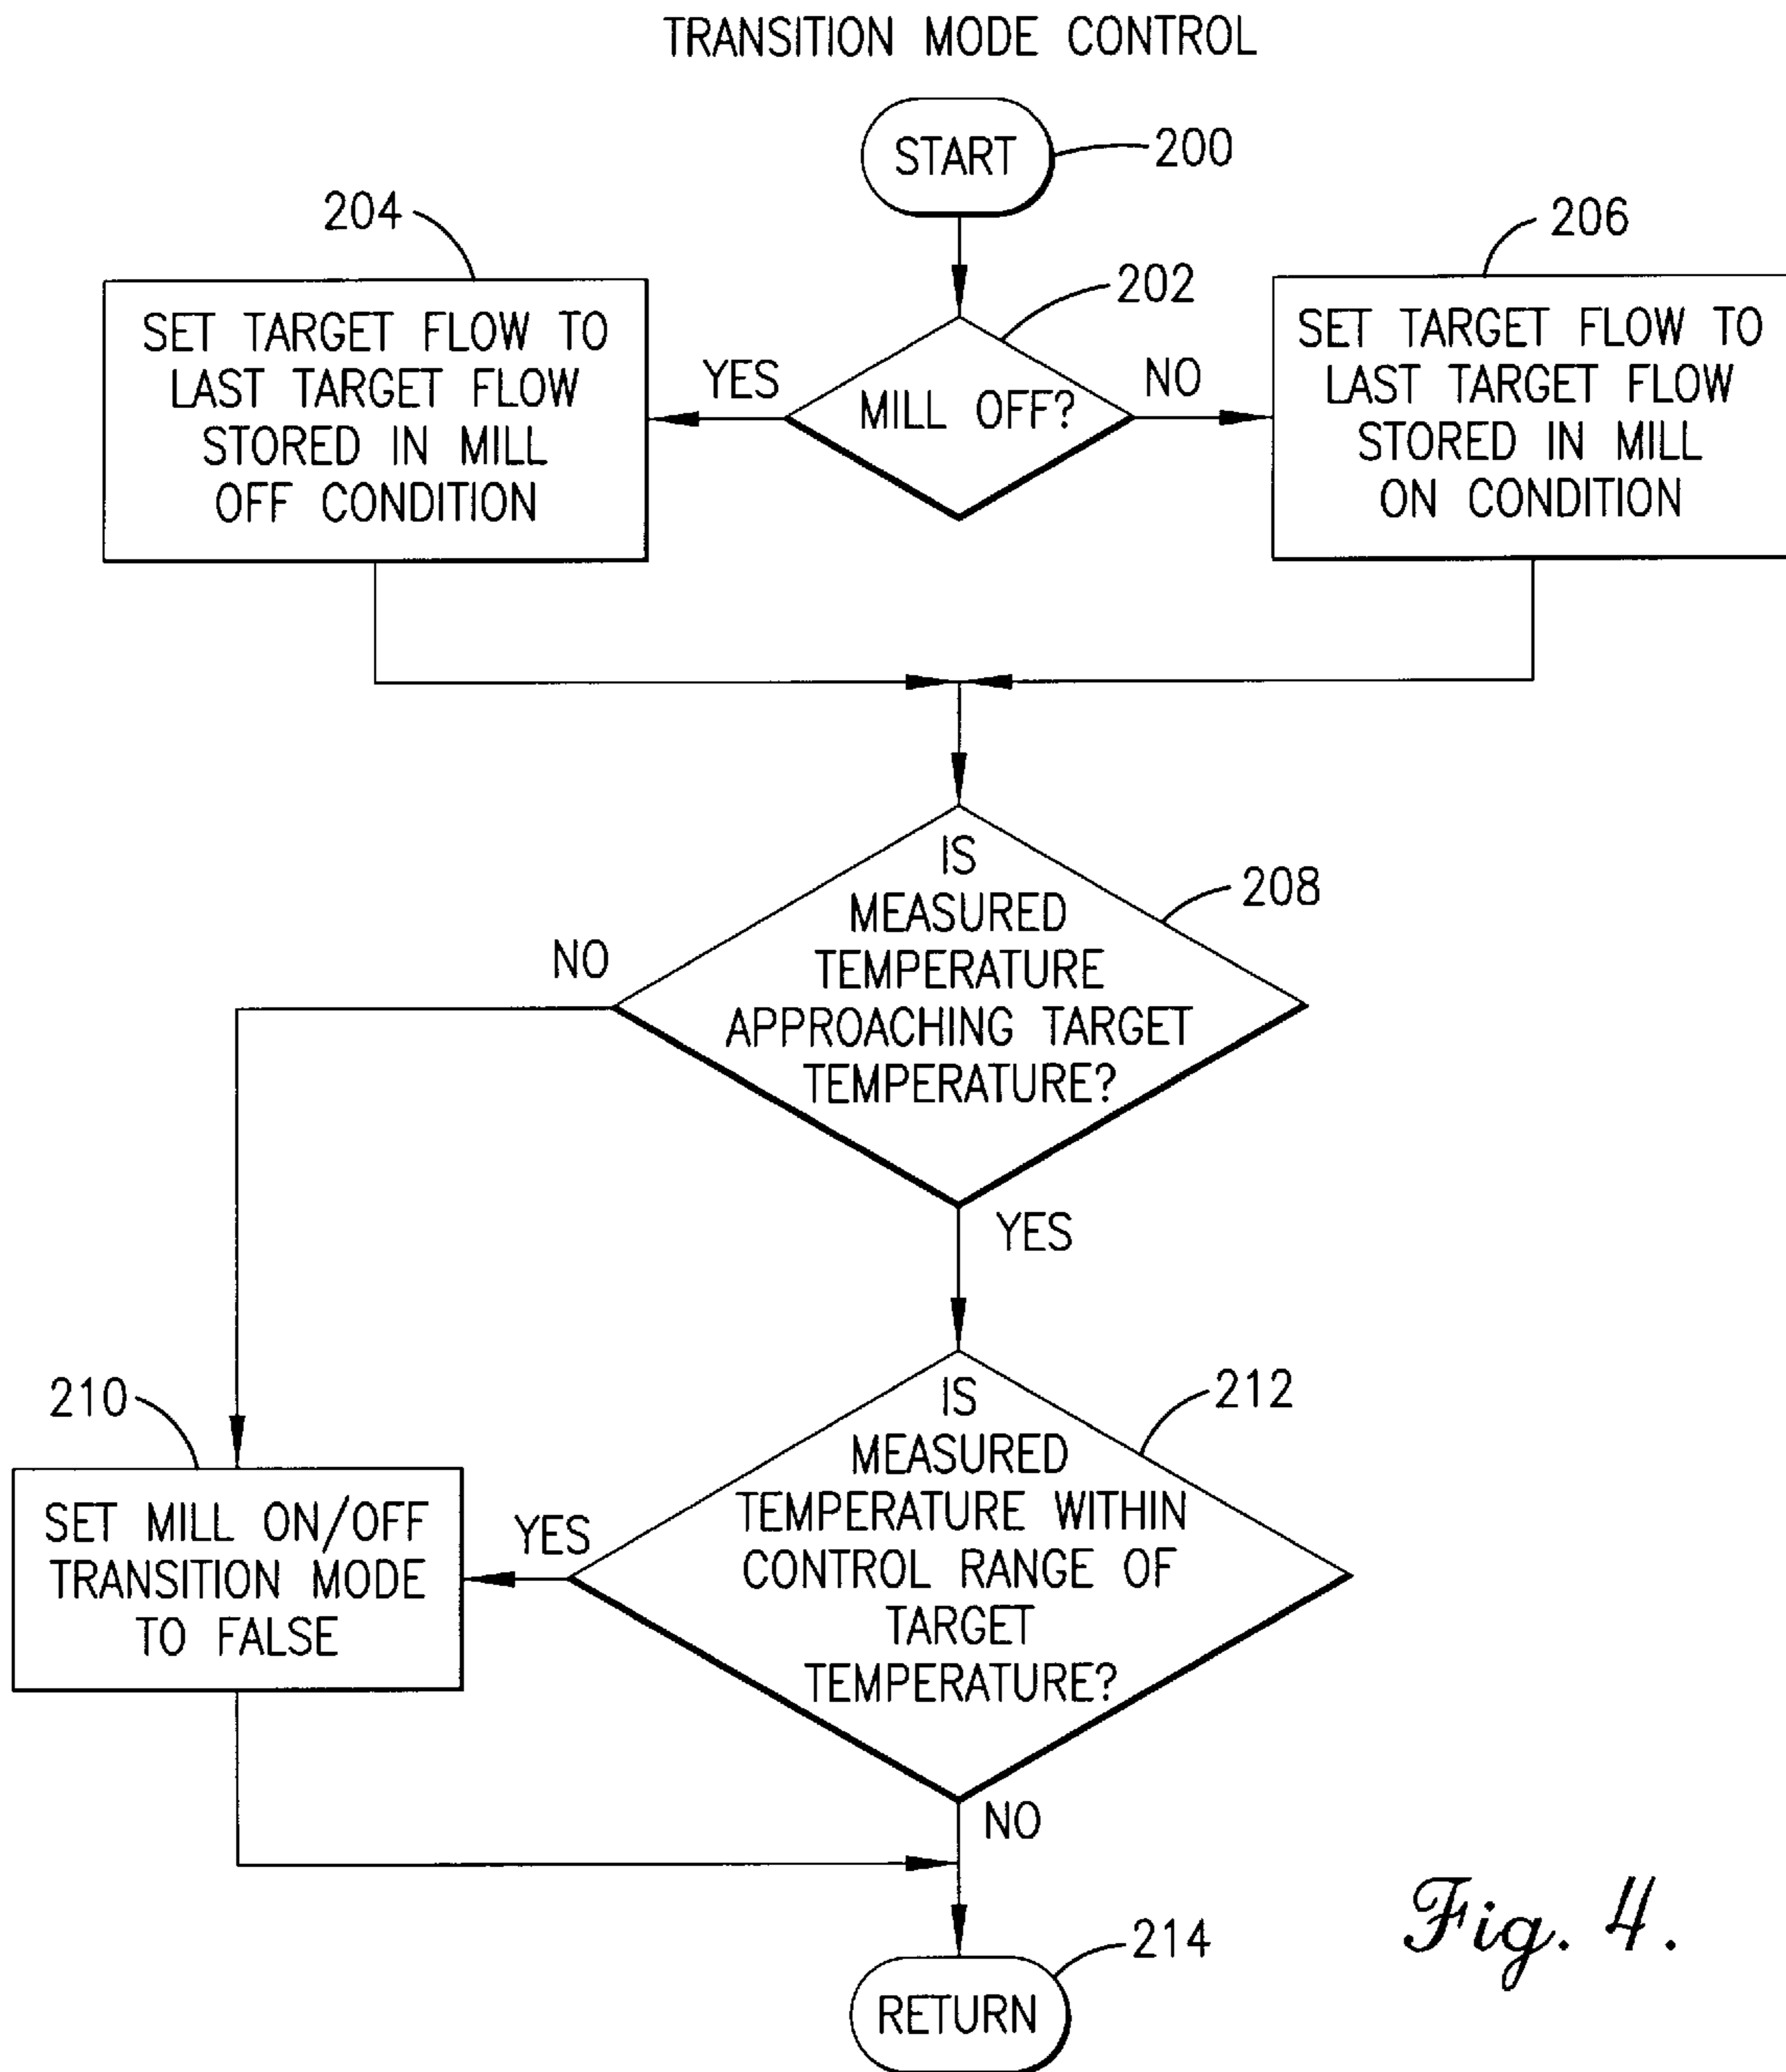 TRANSITION MODE CONTROL
START
200
204
206
202
SET TARGET FLOW TO
LAST TARGET FLOW
STORED IN MILL
OFF CONDITION
YES
MILL OFF?
NO
SET TARGET FLOW TO
LAST TARGET FLOW
STORED IN MILL
ON CONDITION
IS
MEASURED
TEMPERATURE
APPROACHING TARGET
TEMPERATURE?
208
NO
YES
210
SET MILL ON/OFF
TRANSITION MODE
TO FALSE
YES
IS
MEASURED
TEMPERATURE WITHIN
CONTROL RANGE OF
TARGET
TEMPERATURE?
212
NO
214
RETURN
Fig. 4.